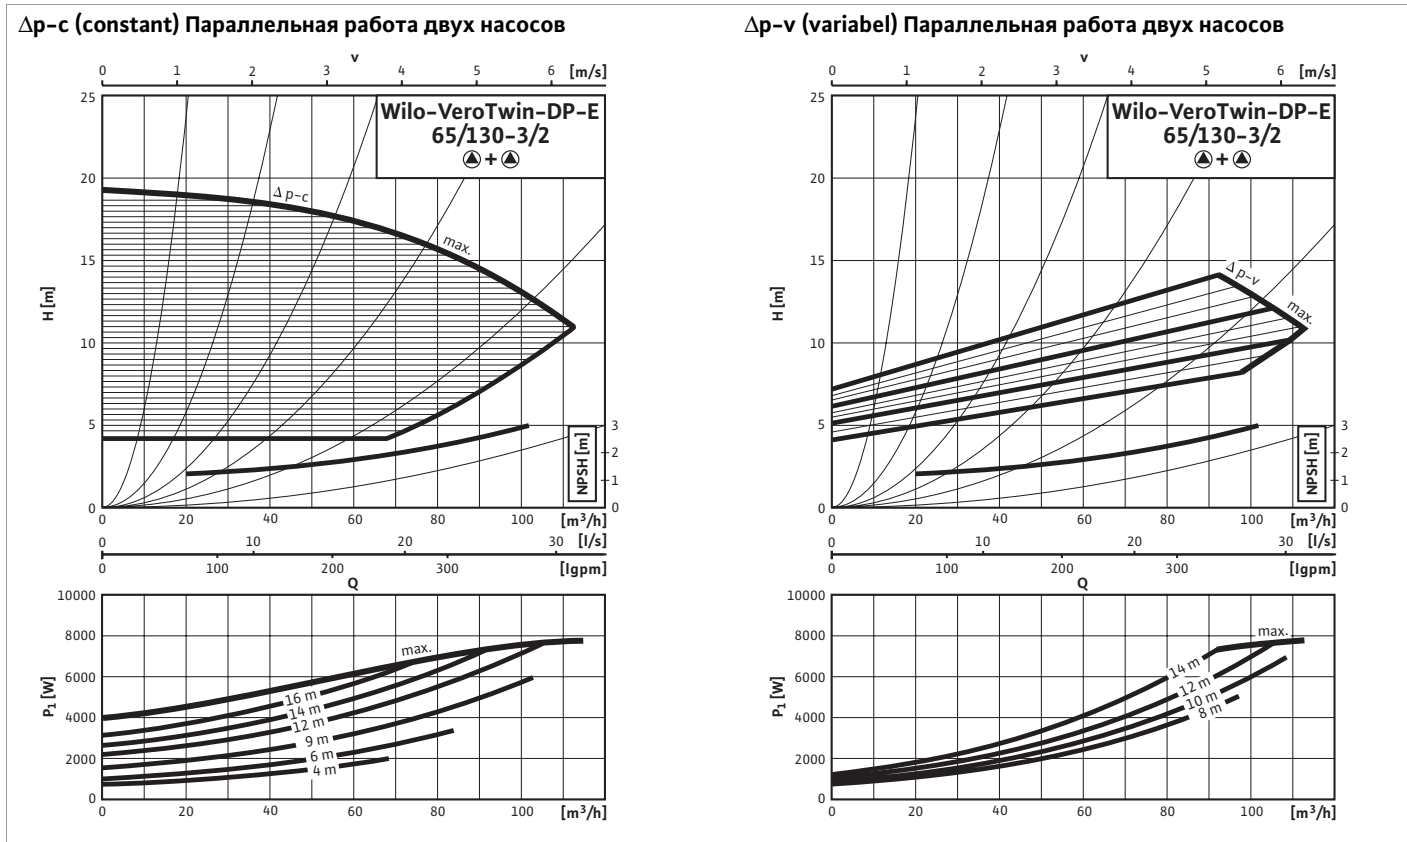 Δp-c (constant) Параллельная работа двух насосов
v
0 1 2 3 4 5 6 [m/s]
25
Wilo-VeroTwin-DP-E
65/130-3/2
+
20
Δ p-c
max.
15
H [m]
10
5
3
2
1
0
NPSH [m]
0
0 20 40 60 80 100 [m³/h]
0 10 20 30 [l/s]
0 100 200 300 [Igpm]
Q
10000
8000
6000
4000
2000
0
P₁ [W]
max.
16 m
14 m
12 m
9 m
6 m
4 m
0 20 40 60 80 100 [m³/h]
Δp-v (variabel) Параллельная работа двух насосов
v
0 1 2 3 4 5 6 [m/s]
25
Wilo-VeroTwin-DP-E
65/130-3/2
+
20
15
Δ p-v
max.
H [m]
10
5
3
2
1
0
NPSH [m]
0
0 20 40 60 80 100 [m³/h]
0 10 20 30 [l/s]
0 100 200 300 [Igpm]
Q
10000
8000
6000
4000
2000
0
P₁ [W]
max.
14 m
12 m
10 m
8 m
0 20 40 60 80 100 [m³/h]